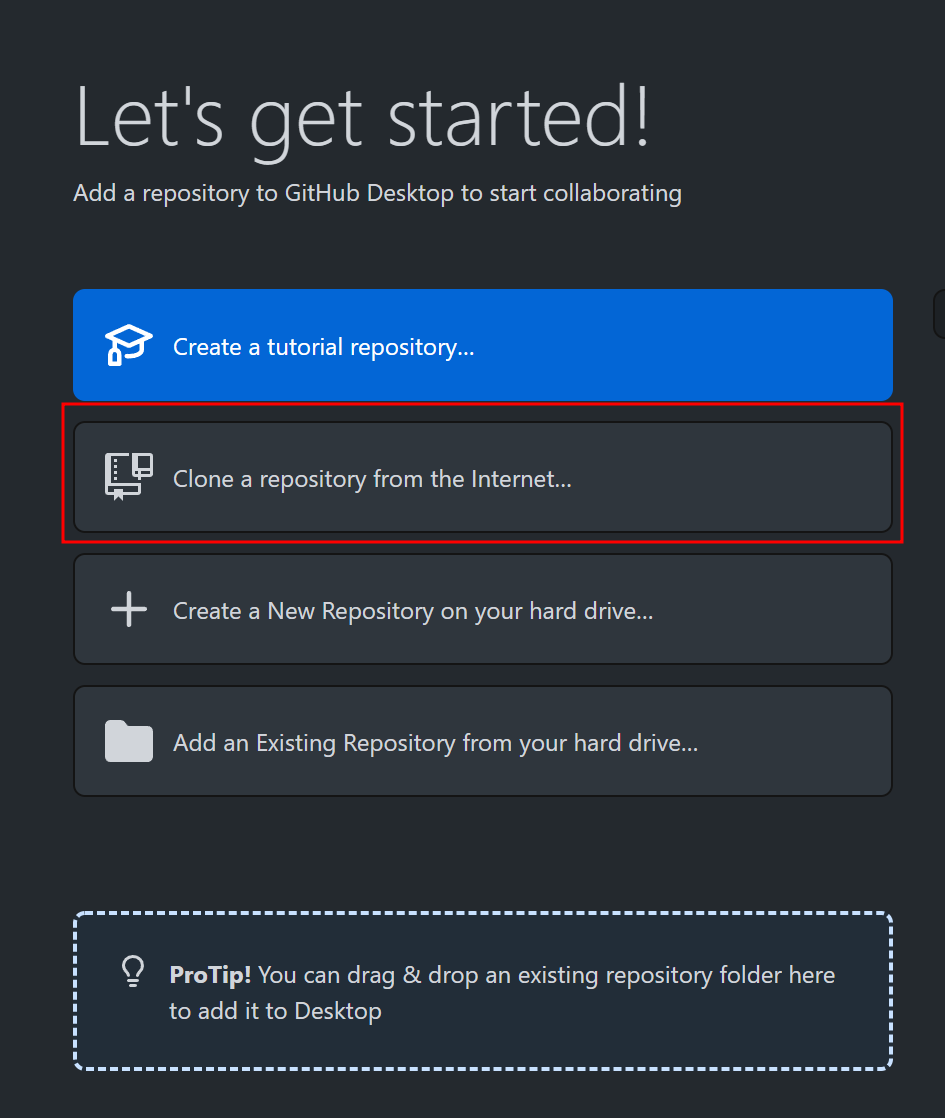 Let's get started!
Add a repository to GitHub Desktop to start collaborating
Create a tutorial repository...
Clone a repository from the Internet...
Create a New Repository on your hard drive...
Add an Existing Repository from your hard drive...
ProTip! You can drag & drop an existing repository folder here
to add it to Desktop